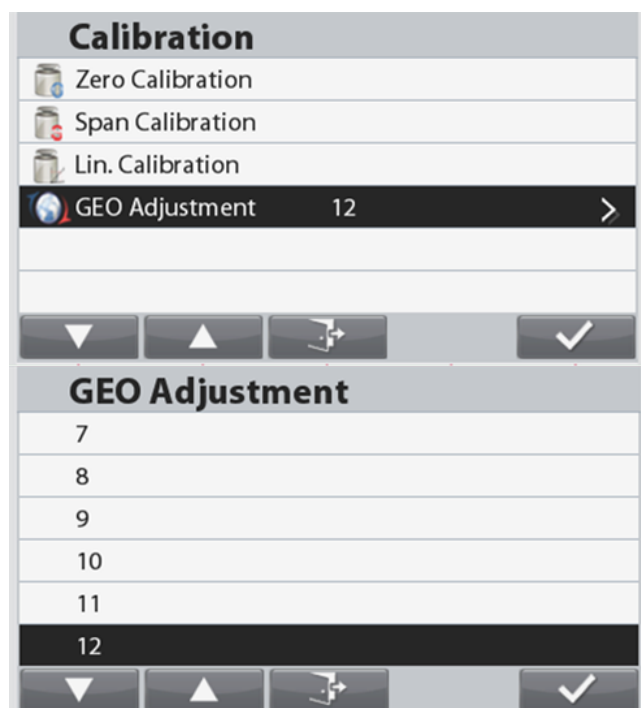 Calibration
Zero Calibration
Span Calibration
Lin. Calibration
GEO Adjustment 12
GEO Adjustment
7
8
9
10
11
12